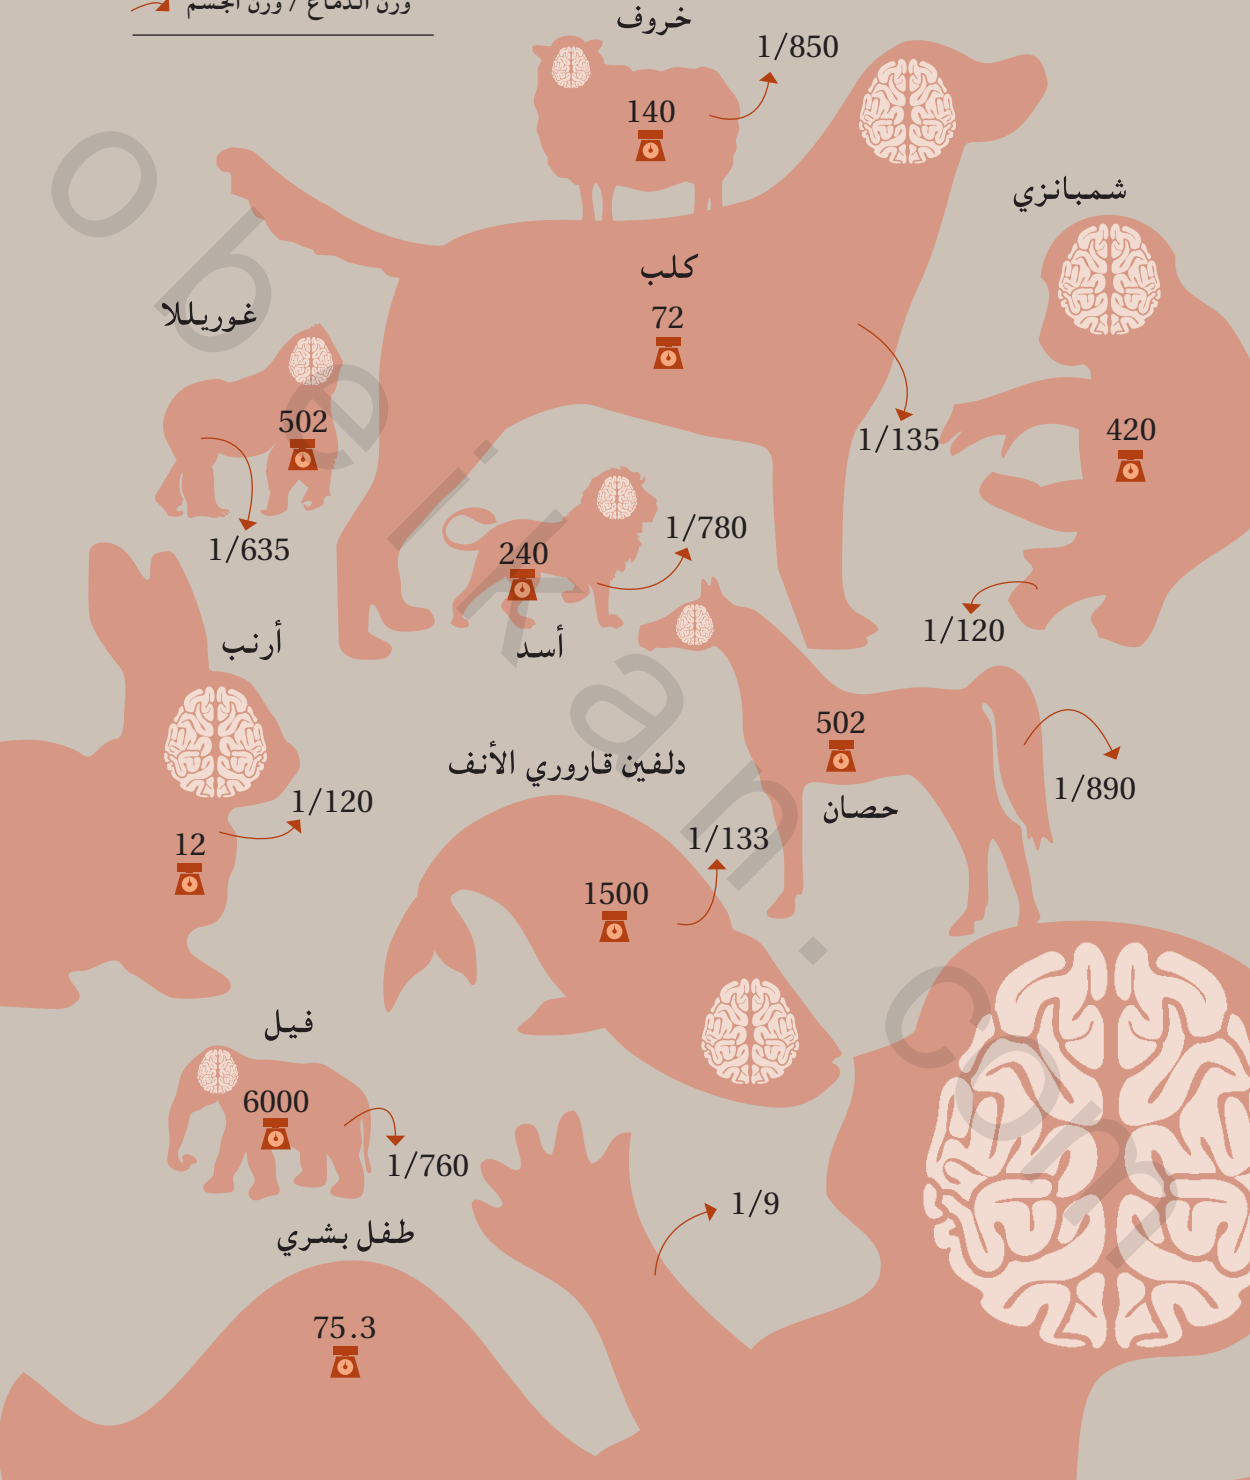 وزن الدماغ / وزن الجسم
خروف
1/850
140
شمبانزي
كلب
72
غوريللا
502
1/635
1/135
420
1/780
240
أسد
1/120
أرنب
502
1/890
حصان
دلفين قاروري الأنف
1/120
12
1/133
1500
فيل
6000
1/760
1/9
طفل بشري
75.3
obeikan.com